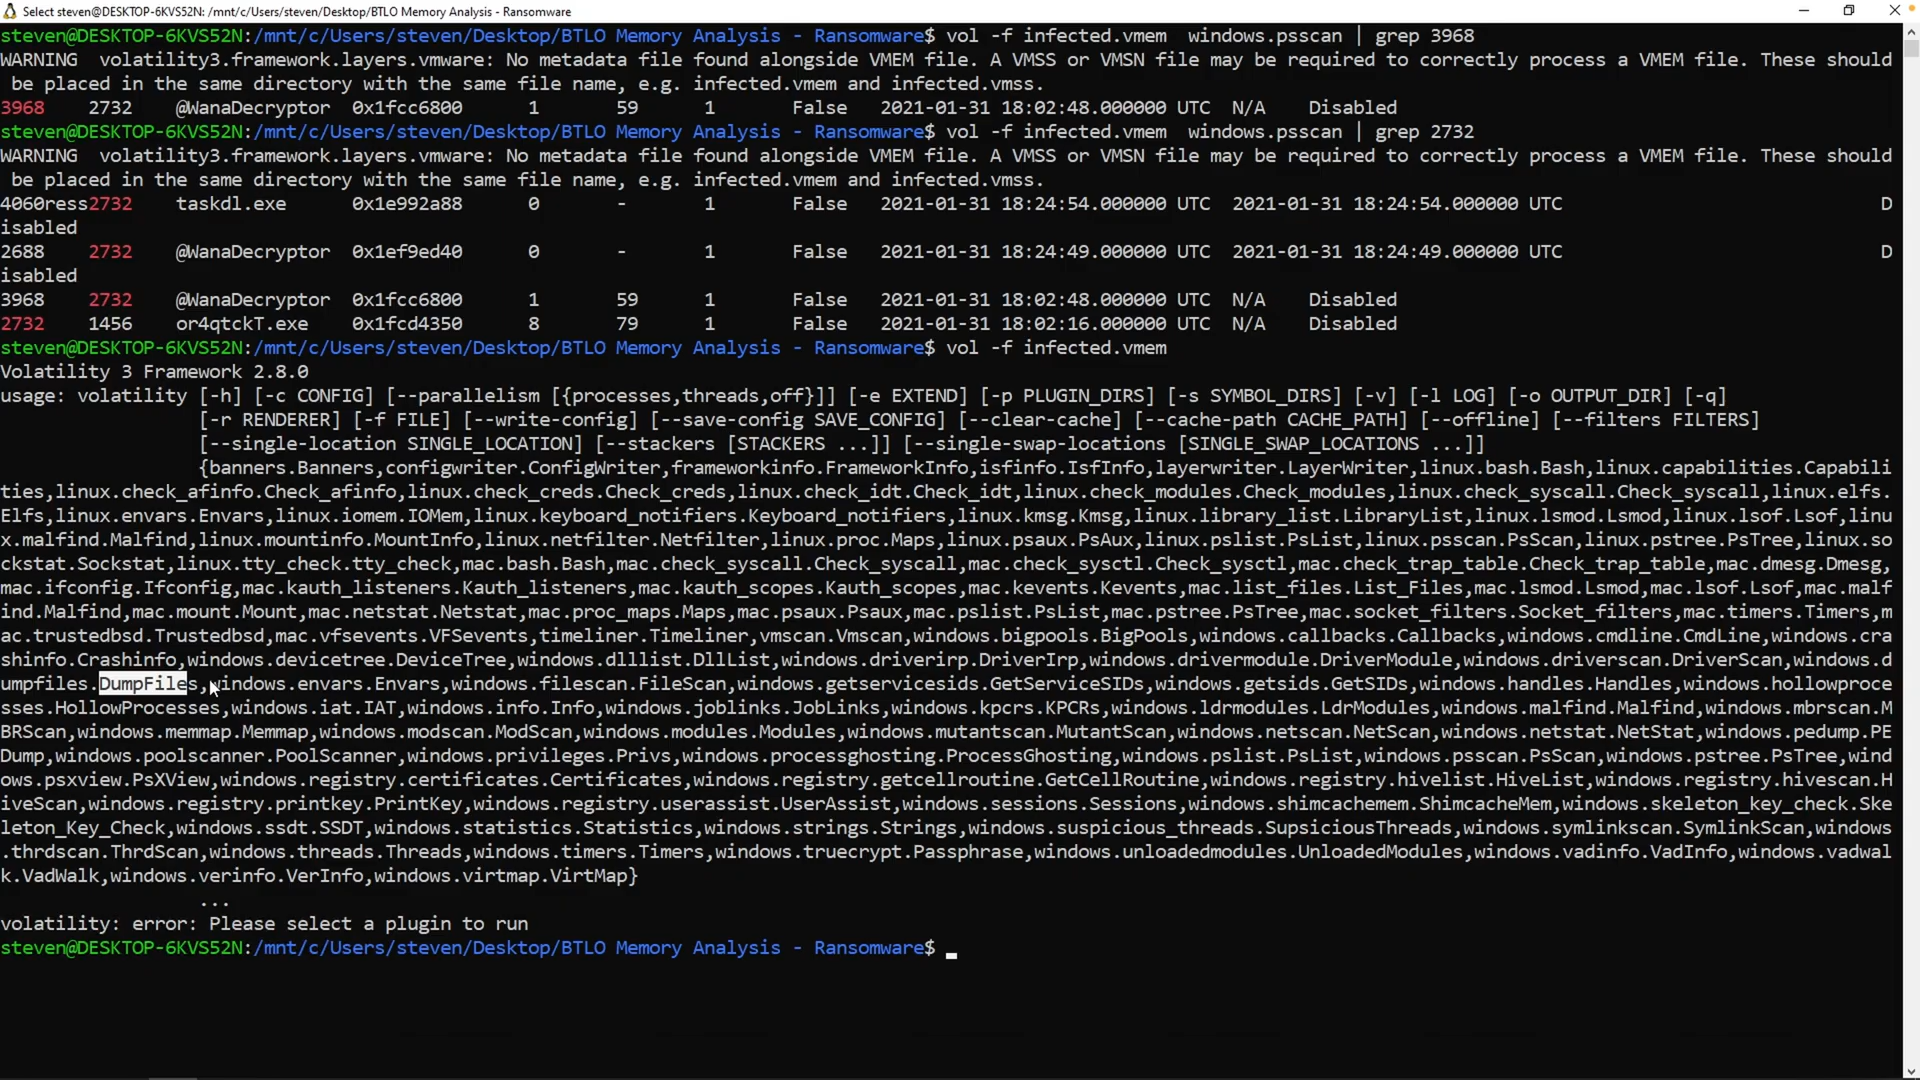 Select steven@DESKTOP-6KVS52N: /mnt/c/Users/steven/Desktop/BTLO Memory Analysis - Ransomware
steven@DESKTOP-6KVS52N:/mnt/c/Users/steven/Desktop/BTLO Memory Analysis - Ransomware$ vol -f infected.vmem  windows.psscan | grep 3968
WARNING  volatility3.framework.layers.vmware: No metadata file found alongside VMEM file. A VMSS or VMSN file may be required to correctly process a VMEM file. These should
 be placed in the same directory with the same file name, e.g. infected.vmem and infected.vmss.
3968    2732    @WanaDecryptor  0x1fcc6800      1       59      1       False   2021-01-31 18:02:48.000000 UTC  N/A    Disabled
steven@DESKTOP-6KVS52N:/mnt/c/Users/steven/Desktop/BTLO Memory Analysis - Ransomware$ vol -f infected.vmem  windows.psscan | grep 2732
WARNING  volatility3.framework.layers.vmware: No metadata file found alongside VMEM file. A VMSS or VMSN file may be required to correctly process a VMEM file. These should
 be placed in the same directory with the same file name, e.g. infected.vmem and infected.vmss.
4060ress2732    taskdl.exe      0x1e992a88      0       -       1       False   2021-01-31 18:24:54.000000 UTC  2021-01-31 18:24:54.000000 UTC                             D
isabled
2688    2732    @WanaDecryptor  0x1ef9ed40      0       -       1       False   2021-01-31 18:24:49.000000 UTC  2021-01-31 18:24:49.000000 UTC                             D
isabled
3968    2732    @WanaDecryptor  0x1fcc6800      1       59      1       False   2021-01-31 18:02:48.000000 UTC  N/A    Disabled
2732    1456    or4qtckT.exe    0x1fcd4350      8       79      1       False   2021-01-31 18:02:16.000000 UTC  N/A    Disabled
steven@DESKTOP-6KVS52N:/mnt/c/Users/steven/Desktop/BTLO Memory Analysis - Ransomware$ vol -f infected.vmem
Volatility 3 Framework 2.8.0
usage: volatility [-h] [-c CONFIG] [--parallelism [{processes,threads,off}]] [-e EXTEND] [-p PLUGIN_DIRS] [-s SYMBOL_DIRS] [-v] [-l LOG] [-o OUTPUT_DIR] [-q]
                  [-r RENDERER] [-f FILE] [--write-config] [--save-config SAVE_CONFIG] [--clear-cache] [--cache-path CACHE_PATH] [--offline] [--filters FILTERS]
                  [--single-location SINGLE_LOCATION] [--stackers [STACKERS ...]] [--single-swap-locations [SINGLE_SWAP_LOCATIONS ...]]
                  {banners.Banners,configwriter.ConfigWriter,frameworkinfo.FrameworkInfo,isfinfo.IsfInfo,layerwriter.LayerWriter,linux.bash.Bash,linux.capabilities.Capabili
ties,linux.check_afinfo.Check_afinfo,linux.check_creds.Check_creds,linux.check_idt.Check_idt,linux.check_modules.Check_modules,linux.check_syscall.Check_syscall,linux.elfs.
Elfs,linux.envars.Envars,linux.iomem.IOMem,linux.keyboard_notifiers.Keyboard_notifiers,linux.kmsg.Kmsg,linux.library_list.LibraryList,linux.lsmod.Lsmod,linux.lsof.Lsof,linu
x.malfind.Malfind,linux.mountinfo.MountInfo,linux.netfilter.Netfilter,linux.proc.Maps,linux.psaux.PsAux,linux.pslist.PsList,linux.psscan.PsScan,linux.pstree.PsTree,linux.so
ckstat.Sockstat,linux.tty_check.tty_check,mac.bash.Bash,mac.check_syscall.Check_syscall,mac.check_sysctl.Check_sysctl,mac.check_trap_table.Check_trap_table,mac.dmesg.Dmesg,
mac.ifconfig.Ifconfig,mac.kauth_listeners.Kauth_listeners,mac.kauth_scopes.Kauth_scopes,mac.kevents.Kevents,mac.list_files.List_Files,mac.lsmod.Lsmod,mac.lsof.Lsof,mac.malf
ind.Malfind,mac.mount.Mount,mac.netstat.Netstat,mac.proc_maps.Maps,mac.psaux.Psaux,mac.pslist.PsList,mac.pstree.PsTree,mac.socket_filters.Socket_filters,mac.timers.Timers,m
ac.trustedbsd.Trustedbsd,mac.vfsevents.VFSevents,timeliner.Timeliner,vmscan.Vmscan,windows.bigpools.BigPools,windows.callbacks.Callbacks,windows.cmdline.CmdLine,windows.cra
shinfo.Crashinfo,windows.devicetree.DeviceTree,windows.dlllist.DllList,windows.driverirp.DriverIrp,windows.drivermodule.DriverModule,windows.driverscan.DriverScan,windows.d
umpfiles.DumpFiles,windows.envars.Envars,windows.filescan.FileScan,windows.getservicesids.GetServiceSIDs,windows.getsids.GetSIDs,windows.handles.Handles,windows.hollowproce
sses.HollowProcesses,windows.iat.IAT,windows.info.Info,windows.joblinks.JobLinks,windows.kpcrs.KPCRs,windows.ldrmodules.LdrModules,windows.malfind.Malfind,windows.mbrscan.M
BRScan,windows.memmap.Memmap,windows.modscan.ModScan,windows.modules.Modules,windows.mutantscan.MutantScan,windows.netscan.NetScan,windows.netstat.NetStat,windows.pedump.PE
Dump,windows.poolscanner.PoolScanner,windows.privileges.Privs,windows.processghosting.ProcessGhosting,windows.pslist.PsList,windows.psscan.PsScan,windows.pstree.PsTree,wind
ows.psxview.PsXView,windows.registry.certificates.Certificates,windows.registry.getcellroutine.GetCellRoutine,windows.registry.hivelist.HiveList,windows.registry.hivescan.H
iveScan,windows.registry.printkey.PrintKey,windows.registry.userassist.UserAssist,windows.sessions.Sessions,windows.shimcachemem.ShimcacheMem,windows.skeleton_key_check.Ske
leton_Key_Check,windows.ssdt.SSDT,windows.statistics.Statistics,windows.strings.Strings,windows.suspicious_threads.SupsiciousThreads,windows.symlinkscan.SymlinkScan,windows
.thrdscan.ThrdScan,windows.threads.Threads,windows.timers.Timers,windows.truecrypt.Passphrase,windows.unloadedmodules.UnloadedModules,windows.vadinfo.VadInfo,windows.vadwal
k.VadWalk,windows.verinfo.VerInfo,windows.virtmap.VirtMap}
                  ...
volatility: error: Please select a plugin to run
steven@DESKTOP-6KVS52N:/mnt/c/Users/steven/Desktop/BTLO Memory Analysis - Ransomware$